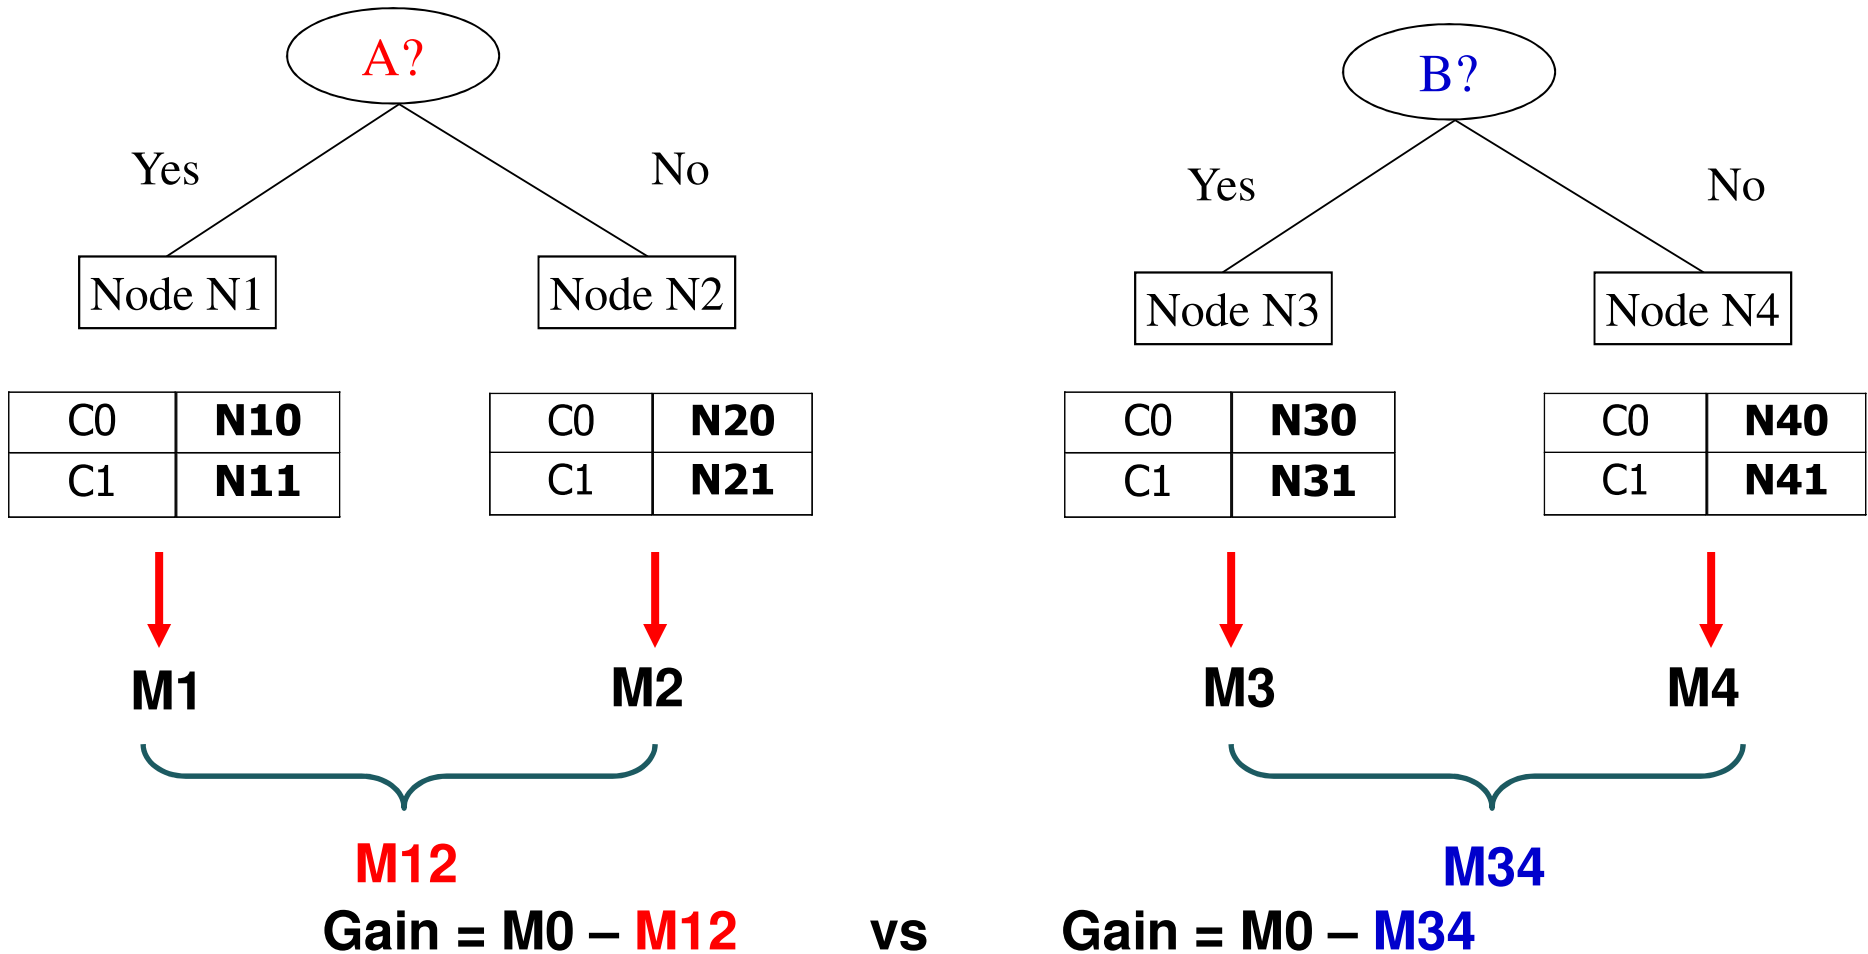 A?
B?
Yes
No
Yes
No
Node N1
Node N2
Node N3
Node N4
C0 N10
C1 N11
C0 N20
C1 N21
C0 N30
C1 N31
C0 N40
C1 N41
M1
M2
M3
M4
M12
M34
Gain = M0 – M12 vs Gain = M0 – M34